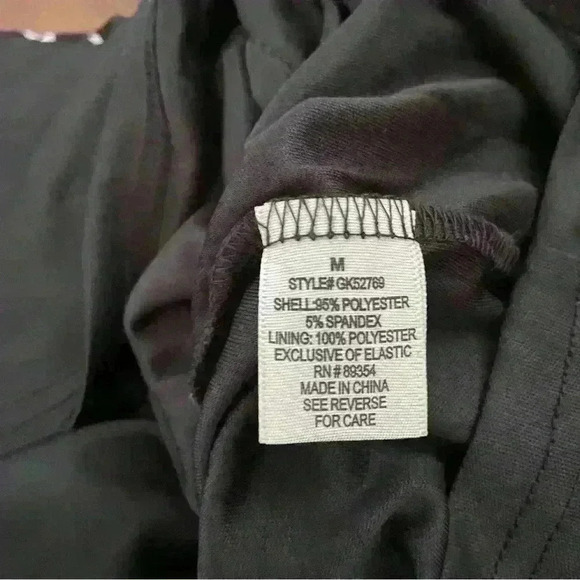 M
STYLE# GK52769
SHELL:95% POLYESTER
5% SPANDEX
LINING: 100% POLYESTER
EXCLUSIVE OF ELASTIC
RN # 89354
MADE IN CHINA
SEE REVERSE
FOR CARE